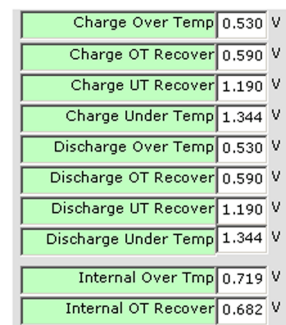 Charge Over Temp 0.530 V
Charge OT Recover 0.590 V
Charge UT Recover 1.190 V
Charge Under Temp 1.344 V
Discharge Over Temp 0.530 V
Discharge OT Recover 0.590 V
Discharge UT Recover 1.190 V
Discharge Under Temp 1.344 V
Internal Over Tmp 0.719 V
Internal OT Recover 0.682 V